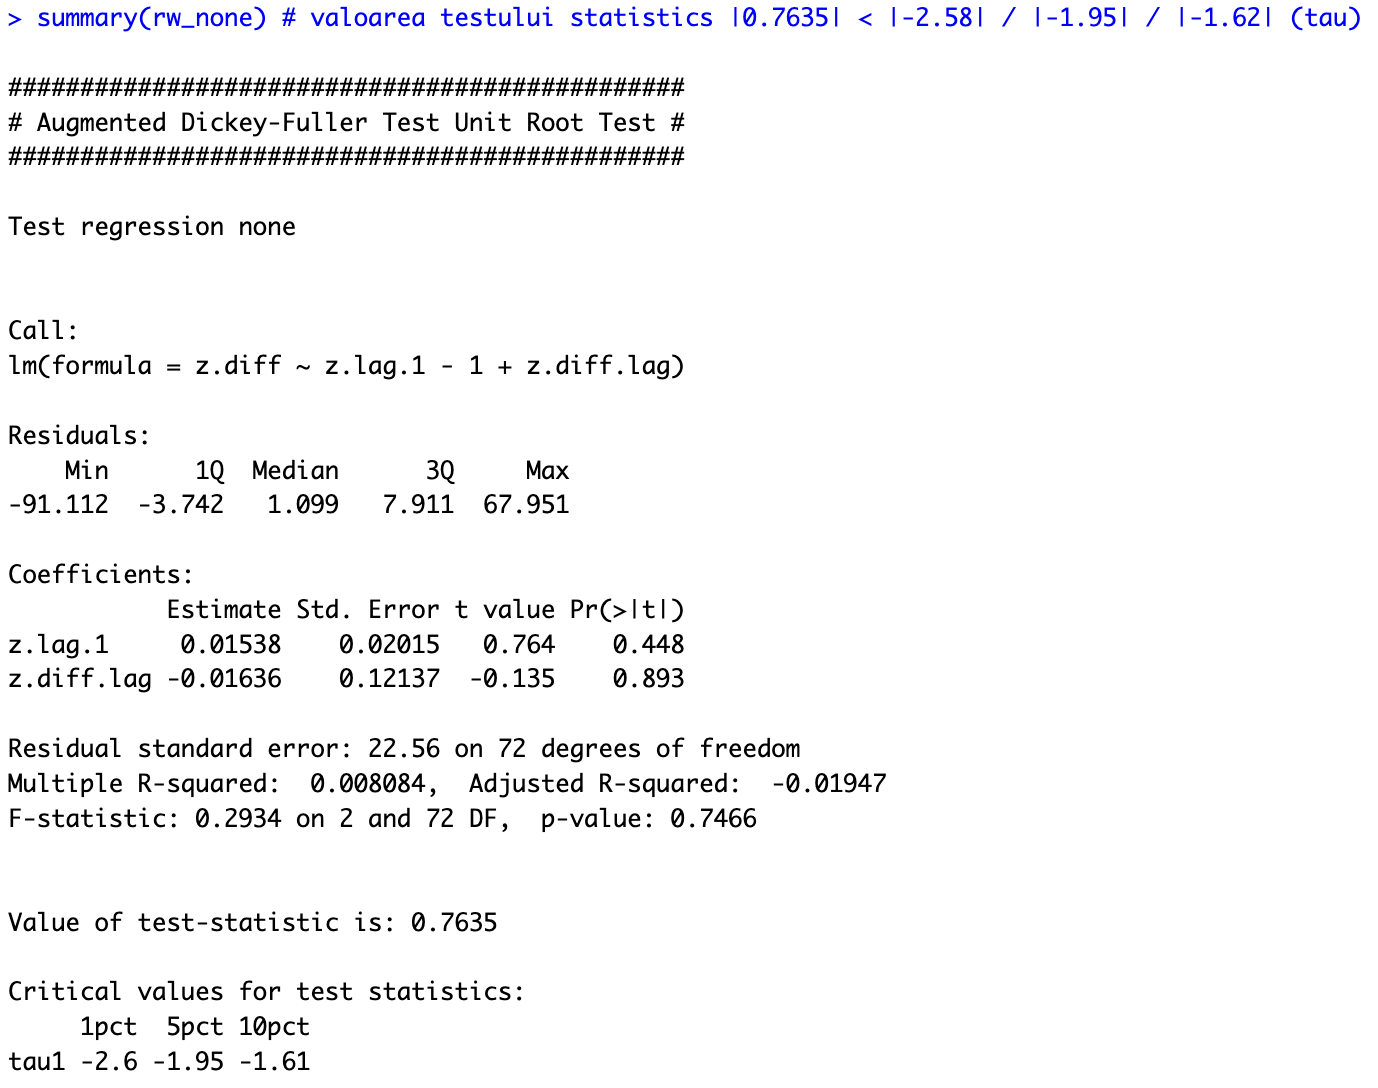 > summary(rw_none) # valoarea testului statistics |0.7635| < |-2.58| / |-1.95| / |-1.62| (tau)
###############################################
# Augmented Dickey-Fuller Test Unit Root Test #
###############################################
Test regression none
Call:
lm(formula = z.diff ~ z.lag.1 - 1 + z.diff.lag)
Residuals:
    Min      1Q  Median      3Q     Max
-91.112  -3.742   1.099   7.911  67.951
Coefficients:
           Estimate Std. Error t value Pr(>|t|)
z.lag.1     0.01538    0.02015   0.764    0.448
z.diff.lag -0.01636    0.12137  -0.135    0.893
Residual standard error: 22.56 on 72 degrees of freedom
Multiple R-squared:  0.008084,  Adjusted R-squared:  -0.01947
F-statistic: 0.2934 on 2 and 72 DF,  p-value: 0.7466
Value of test-statistic is: 0.7635
Critical values for test statistics:
     1pct  5pct 10pct
tau1 -2.6 -1.95 -1.61